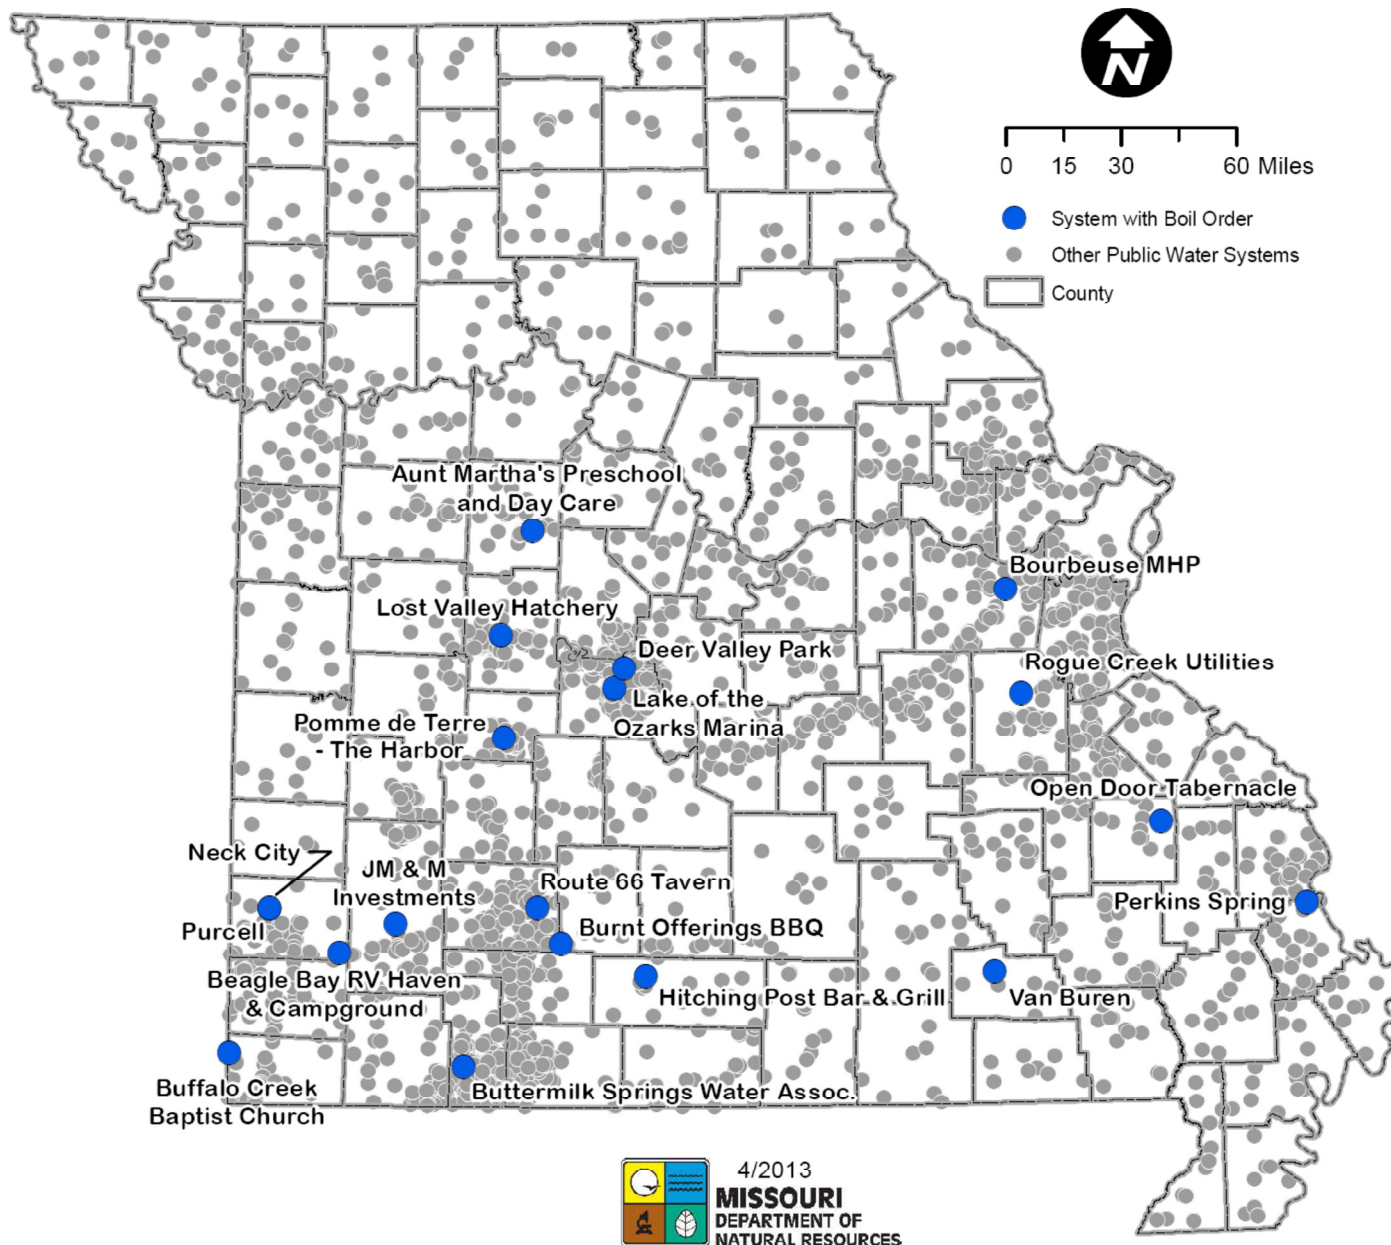 N
0 15 30 60 Miles
System with Boil Order
Other Public Water Systems
County
Aunt Martha's Preschool
and Day Care
Bourbeuse MHP
Lost Valley Hatchery
Deer Valley Park
Rogue Creek Utilities
Lake of the
Ozarks Marina
Pomme de Terre
- The Harbor
Open Door Tabernacle
Neck City
JM & M
Investments
Route 66 Tavern
Perkins Spring
Burnt Offerings BBQ
Purcell
Beagle Bay RV Haven
& Campground
Hitching Post Bar & Grill
Van Buren
Buffalo Creek
Baptist Church
Buttermilk Springs Water Assoc.
4/2013
MISSOURI
DEPARTMENT OF
NATURAL RESOURCES